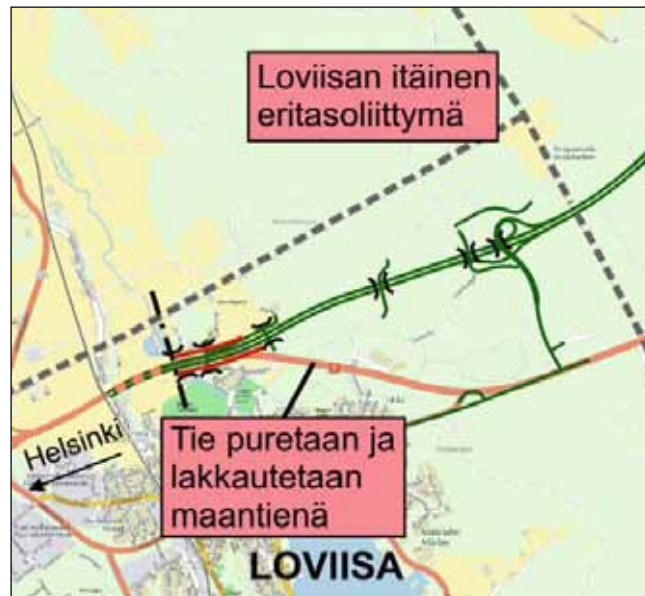 Loviisan itäinen
eritasoliittymä
Helsinki
Tie puretaan ja
lakkautetaan
maantienä
LOVIISA